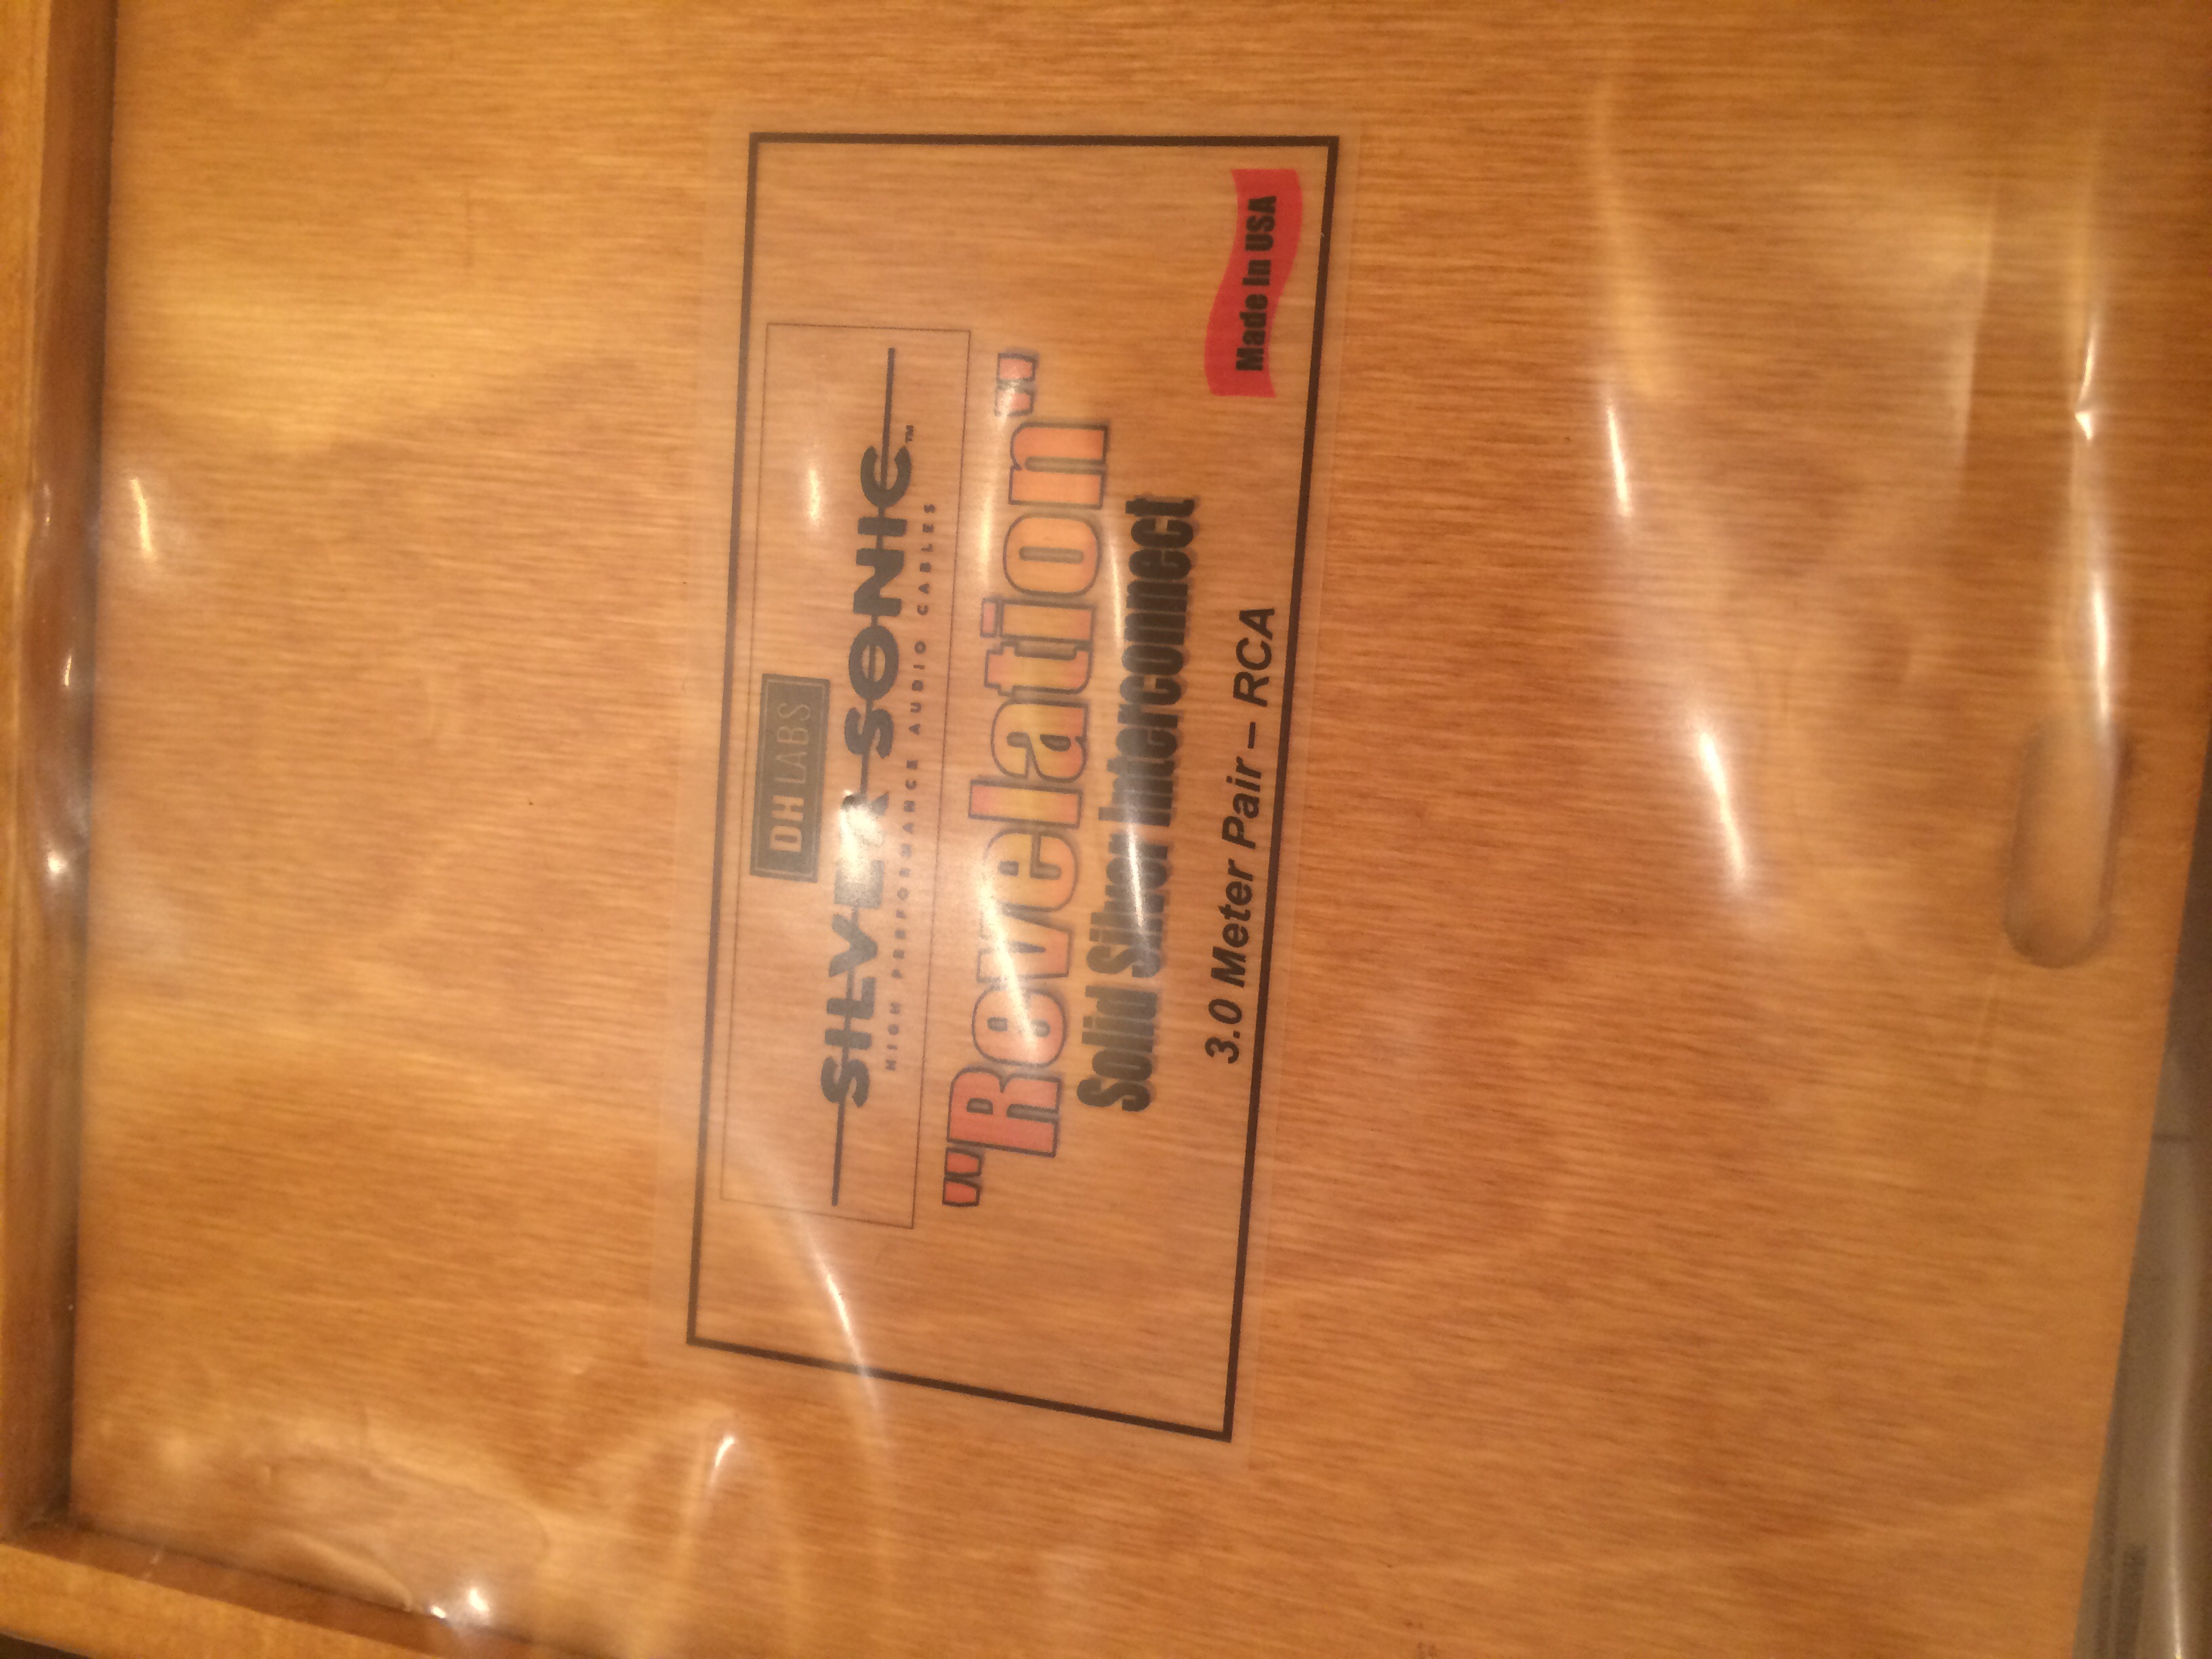 DH LABS
SILVER SONIC™
HIGH PERFORMANCE AUDIO CABLES
"Revelation"
Solid Silver Interconnect
3.0 Meter Pair – RCA
Made In USA